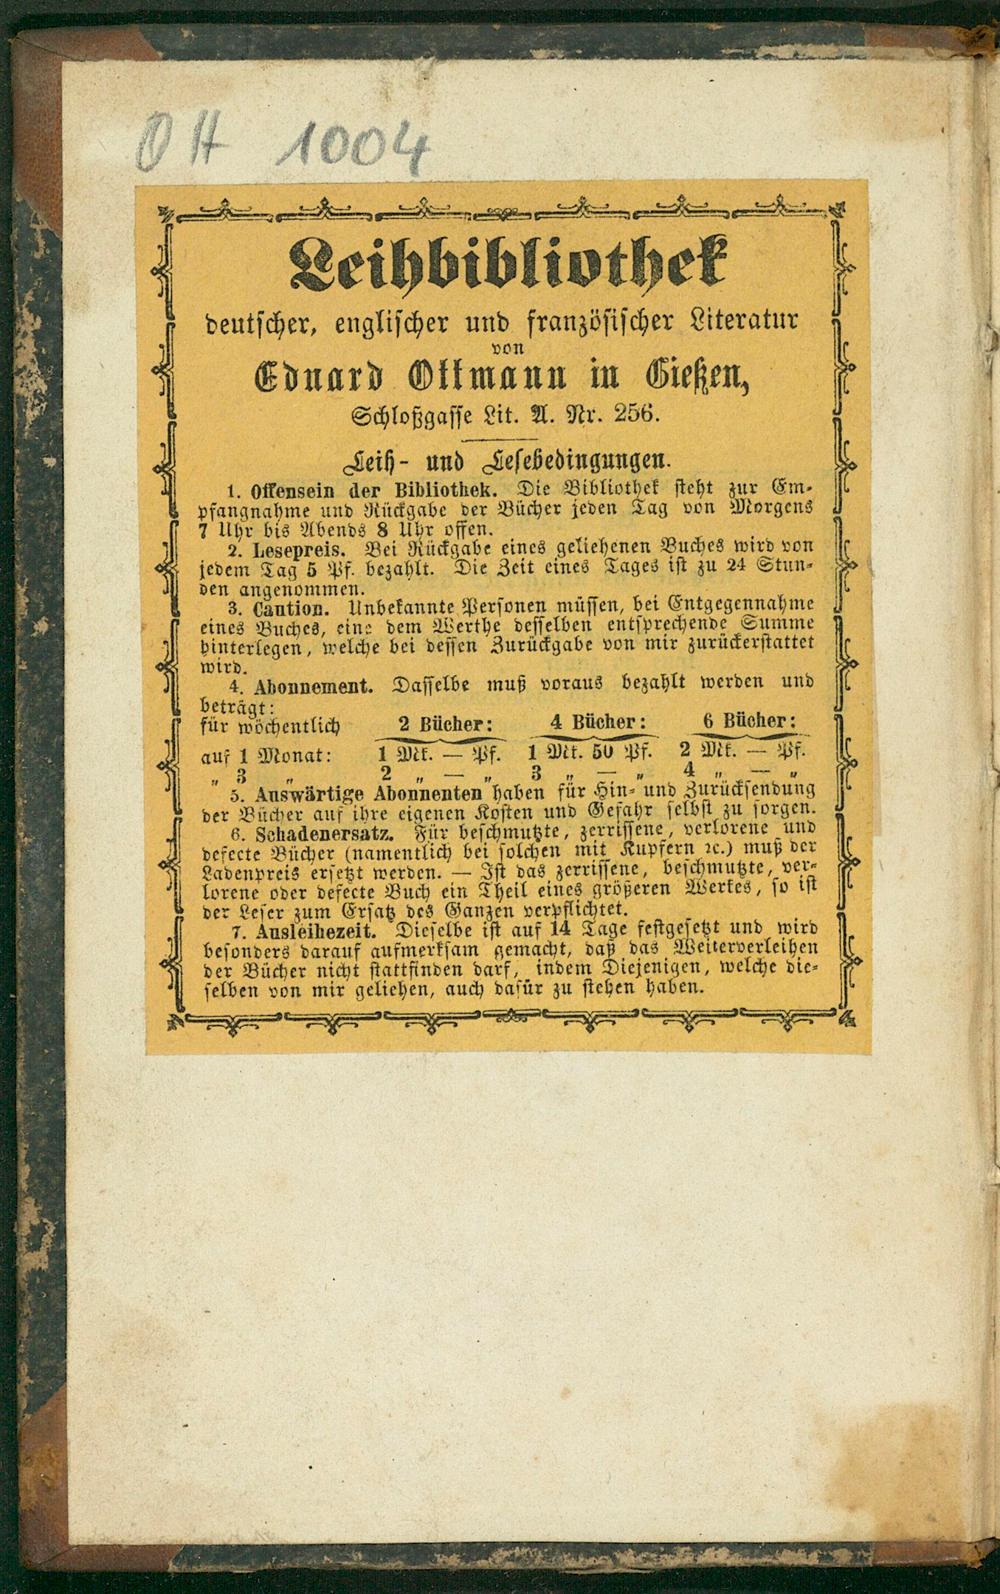 OH 1004
Leihbibliothek
deutscher, englischer und französischer Literatur
von
Eduard Ottmann in Gießen,
Schloßgasse Lit. A. Nr. 256.
Leih- und Lesebedingungen.
1. Offensein der Bibliothek. Die Bibliothek steht zur Em-
pfangnahme und Rückgabe der Bücher jeden Tag von Morgens
7 Uhr bis Abends 8 Uhr offen.
2. Lesepreis. Bei Rückgabe eines geliehenen Buches wird von
jedem Tag 5 Pf. bezahlt. Die Zeit eines Tages ist zu 24 Stun-
den angenommen.
3. Caution. Unbekannte Personen müssen, bei Entgegennahme
eines Buches, eine dem Werthe desselben entsprechende Summe
hinterlegen, welche bei dessen Zurückgabe von mir zurückerstattet
wird.
4. Abonnement. Dasselbe muß voraus bezahlt werden und
beträgt:
für wöchentlich 2 Bücher: 4 Bücher: 6 Bücher:
auf 1 Monat: 1 Mk. — Pf. 1 Mk. 50 Pf. 2 Mk. — Pf.
„ 3 „ 2 „ — „ 3 „ — „ 4 „ — „
5. Auswärtige Abonnenten haben für Hin- und Zurücksendung
der Bücher auf ihre eigenen Kosten und Gefahr selbst zu sorgen.
6. Schadenersatz. Für beschmutzte, zerrissene, verlorene und
defecte Bücher (namentlich bei solchen mit Kupfern ꝛc.) muß der
Ladenpreis ersetzt werden. — Ist das zerrissene, beschmutzte, ver-
lorene oder defecte Buch ein Theil eines größeren Werkes, so ist
der Leser zum Ersatz des Ganzen verpflichtet.
7. Ausleihezeit. Dieselbe ist auf 14 Tage festgesetzt und wird
besonders darauf aufmerksam gemacht, daß das Weiterverleihen
der Bücher nicht stattfinden darf, indem Diejenigen, welche die-
selben von mir geliehen, auch dafür zu stehen haben.